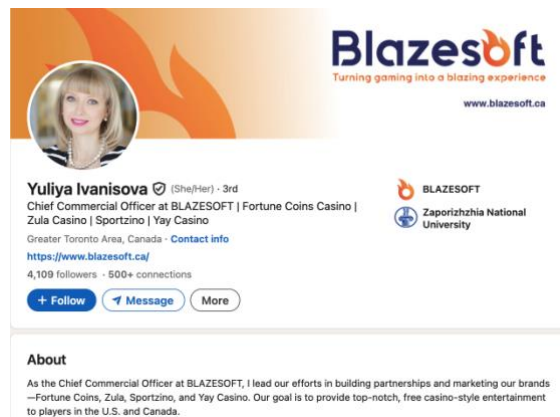 Blazesoft
Turning gaming into a blazing experience
www.blazesoft.ca
Yuliya Ivanisova (She/Her) · 3rd
Chief Commercial Officer at BLAZESOFT | Fortune Coins Casino |
Zula Casino | Sportzino | Yay Casino
Greater Toronto Area, Canada · Contact info
https://www.blazesoft.ca/
4,109 followers · 500+ connections
+ Follow
Message
More
BLAZESOFT
Zaporizhzhia National
University
About
As the Chief Commercial Officer at BLAZESOFT, I lead our efforts in building partnerships and marketing our brands
—Fortune Coins, Zula, Sportzino, and Yay Casino. Our goal is to provide top-notch, free casino-style entertainment
to players in the U.S. and Canada.